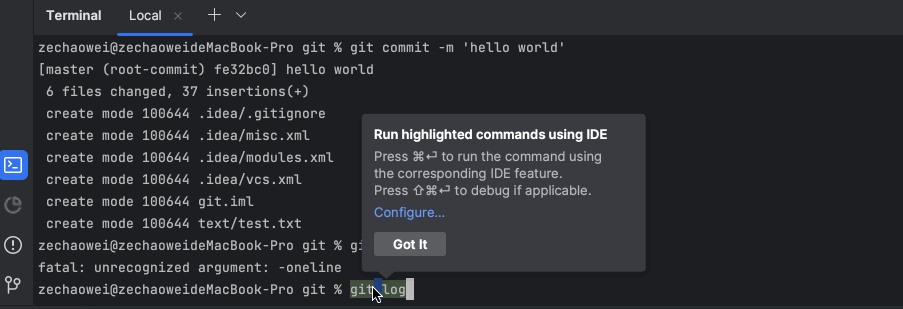 Terminal Local
zechaowei@zechaoweideMacBook-Pro git % git commit -m 'hello world'
[master (root-commit) fe32bc0] hello world
6 files changed, 37 insertions(+)
create mode 100644 .idea/.gitignore
create mode 100644 .idea/misc.xml
create mode 100644 .idea/modules.xml
create mode 100644 .idea/vcs.xml
create mode 100644 git.iml
create mode 100644 text/test.txt
zechaowei@zechaoweideMacBook-Pro git %
fatal: unrecognized argument: -oneline
zechaowei@zechaoweideMacBook-Pro git % git log
Run highlighted commands using IDE
Press ⌘⏎ to run the command using
the corresponding IDE feature.
Press ⇧⌘⏎ to debug if applicable.
Configure...
Got It